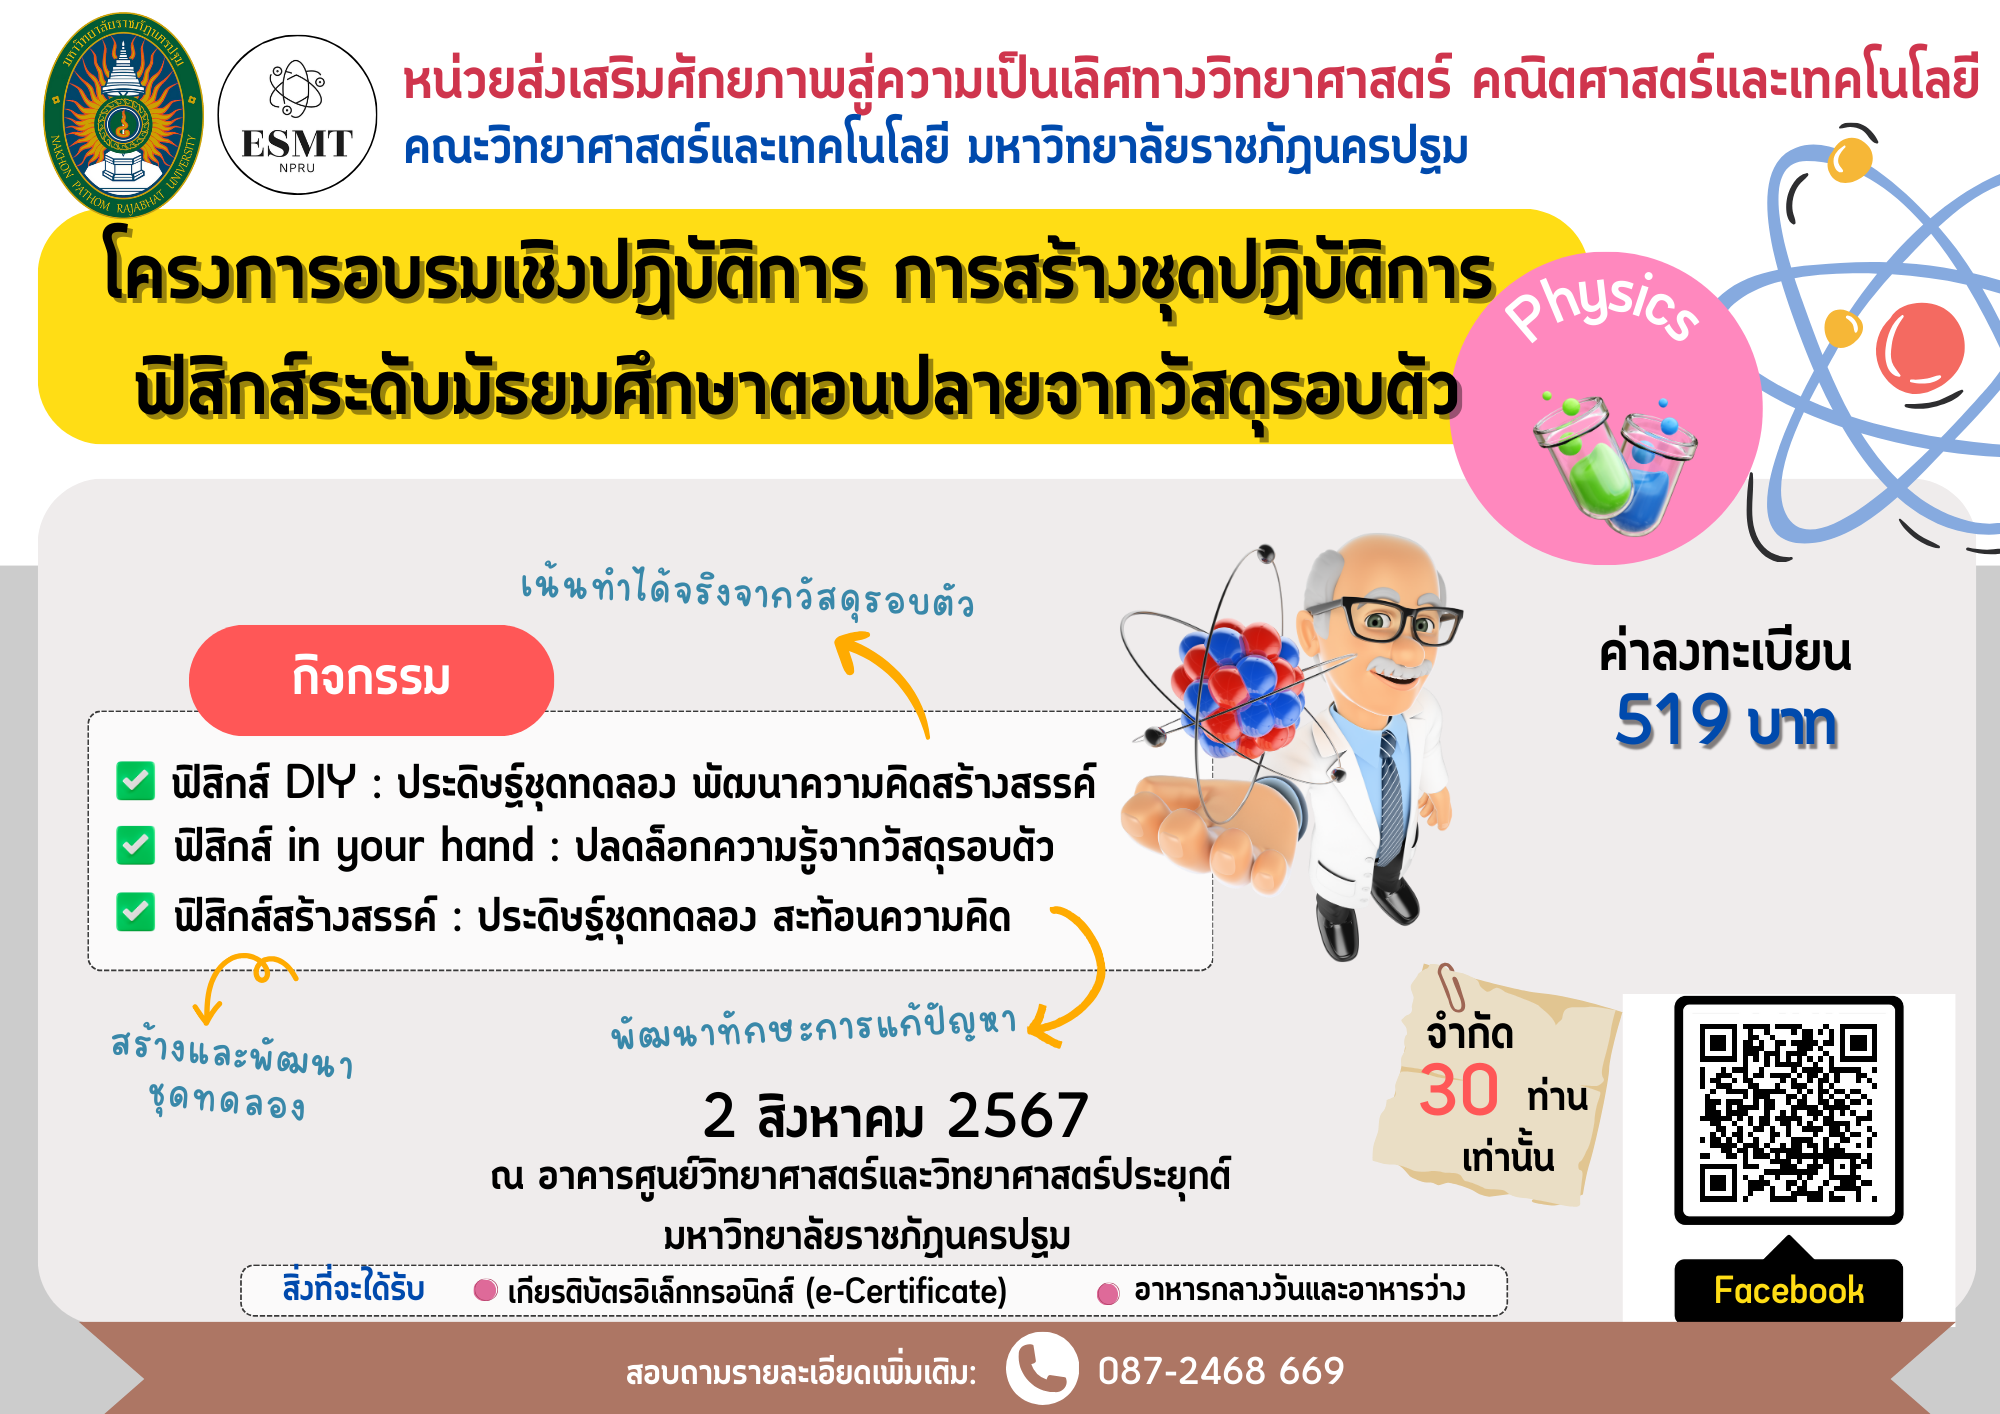 มหาวิทยาลัยราชภัฏนครปฐม
NAKHON PATHOM RAJABHAT UNIVERSITY
ESMT
NPRU
หน่วยส่งเสริมศักยภาพสู่ความเป็นเลิศทางวิทยาศาสตร์ คณิตศาสตร์และเทคโนโลยี
คณะวิทยาศาสตร์และเทคโนโลยี มหาวิทยาลัยราชภัฏนครปฐม
โครงการอบรมเชิงปฏิบัติการ การสร้างชุดปฏิบัติการ
ฟิสิกส์ระดับมัธยมศึกษาตอนปลายจากวัสดุรอบตัว
Physics
เน้นทำได้จริงจากวัสดุรอบตัว
กิจกรรม
ฟิสิกส์ DIY : ประดิษฐ์ชุดทดลอง พัฒนาความคิดสร้างสรรค์
ฟิสิกส์ in your hand : ปลดล็อกความรู้จากวัสดุรอบตัว
ฟิสิกส์สร้างสรรค์ : ประดิษฐ์ชุดทดลอง สะท้อนความคิด
ค่าลงทะเบียน
519 บาท
สร้างและพัฒนา
ชุดทดลอง
พัฒนาทักษะการแก้ปัญหา
จำกัด
30 ท่าน
เท่านั้น
2 สิงหาคม 2567
ณ อาคารศูนย์วิทยาศาสตร์และวิทยาศาสตร์ประยุกต์
มหาวิทยาลัยราชภัฏนครปฐม
สิ่งที่จะได้รับ เกียรติบัตรอิเล็กทรอนิกส์ (e-Certificate) อาหารกลางวันและอาหารว่าง
Facebook
สอบถามรายละเอียดเพิ่มเติม: 087-2468 669